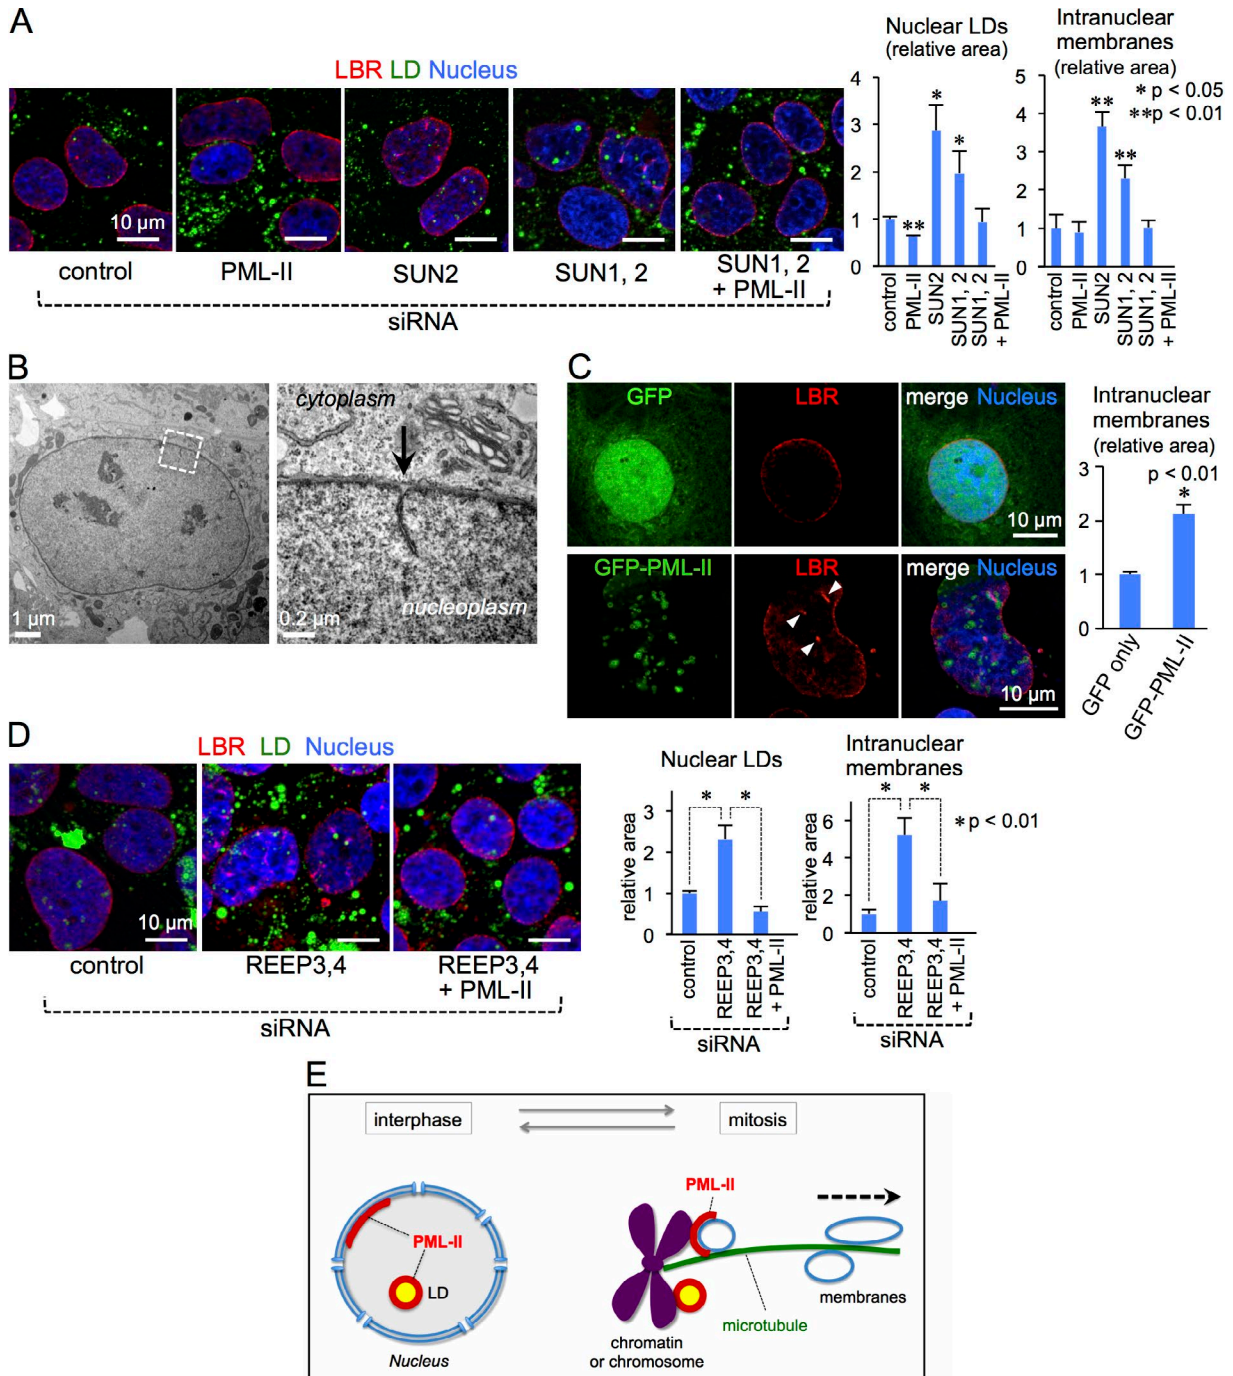 A
LBR LD Nucleus
10 µm
control
PML-II
SUN2
SUN1, 2
SUN1, 2
+ PML-II
siRNA
Nuclear LDs
(relative area)
4
3
2
1
0
*
**
*
*
control
PML-II
SUN2
SUN1, 2
SUN1, 2
+ PML-II
Intranuclear
membranes
(relative area)
* p < 0.05
**p < 0.01
5
4
3
2
1
0
**
**
control
PML-II
SUN2
SUN1, 2
SUN1, 2
+ PML-II
B
1 µm
cytoplasm
nucleoplasm
0.2 µm
C
GFP
LBR
merge Nucleus
10 µm
GFP-PML-II
LBR
merge Nucleus
10 µm
Intranuclear
membranes
(relative area)
p < 0.01
*
3
2
1
0
GFP only
GFP-PML-II
D
LBR LD Nucleus
10 µm
control
REEP3,4
REEP3,4
+ PML-II
siRNA
Nuclear LDs
* *
relative area
3
2
1
0
control
REEP3,4
REEP3,4
+ PML-II
siRNA
Intranuclear
membranes
* *
* p < 0.01
relative area
6
4
2
0
control
REEP3,4
REEP3,4
+ PML-II
siRNA
E
interphase
mitosis
PML-II
LD
Nucleus
PML-II
membranes
microtubule
chromatin
or chromosome